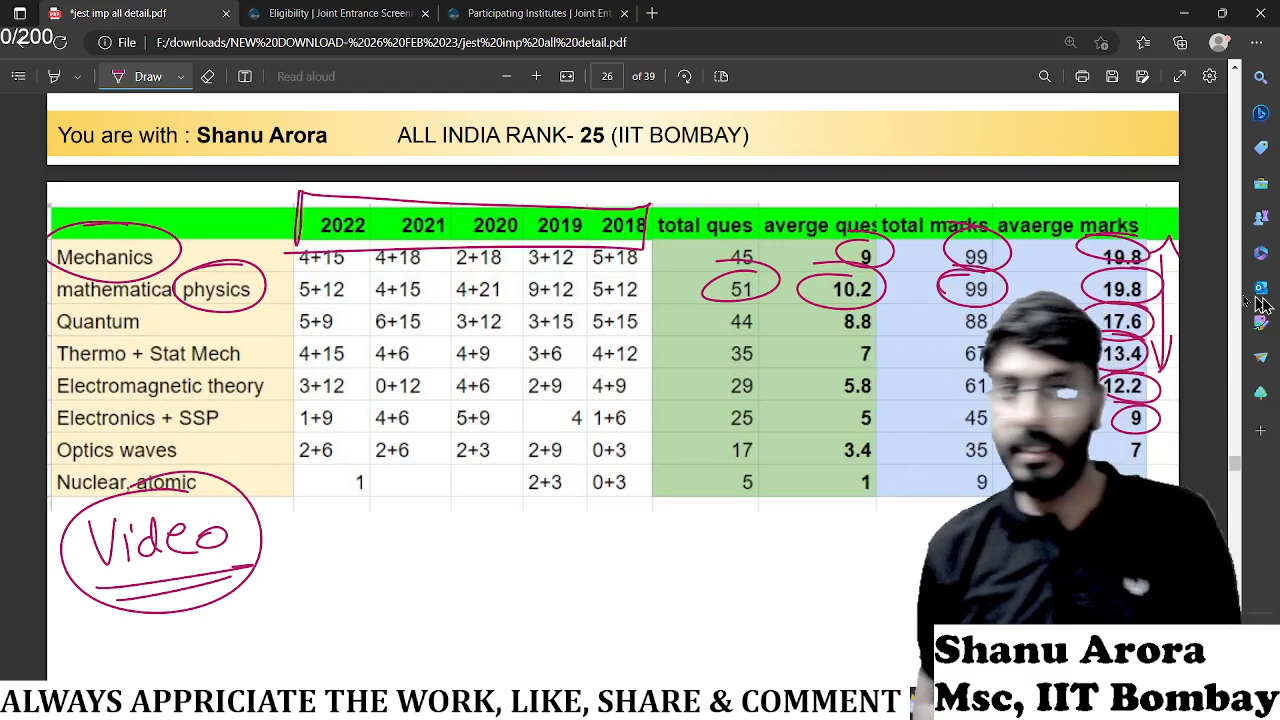 *jest imp all detail.pdf
Eligibility | Joint Entrance Screeni
Participating Institutes | Joint Ent
0/200
File F:/downloads/NEW%20DOWNLOAD-%2026%20FEB%2023/jest%20imp%20all%20detail.pdf
Draw Read aloud 26 of 39
You are with : Shanu Arora ALL INDIA RANK- 25 (IIT BOMBAY)
2022 2021 2020 2019 2018 total ques averge ques total marks avaerge marks
Mechanics 4+15 4+18 2+18 3+12 5+18 45 9 99 19.8
mathematical physics 5+12 4+15 4+21 9+12 5+12 51 10.2 99 19.8
Quantum 5+9 6+15 3+12 3+15 5+15 44 8.8 88 17.6
Thermo + Stat Mech 4+15 4+6 4+9 3+6 4+12 35 7 67 13.4
Electromagnetic theory 3+12 0+12 4+6 2+9 4+9 29 5.8 61 12.2
Electronics + SSP 1+9 4+6 5+9 4 1+6 25 5 45 9
Optics waves 2+6 2+6 2+3 2+9 0+3 17 3.4 35 7
Nuclear, atomic 1 2+3 0+3 5 1 9
Video
Shanu Arora
ALWAYS APPRICIATE THE WORK, LIKE, SHARE & COMMENT
Msc, IIT Bombay